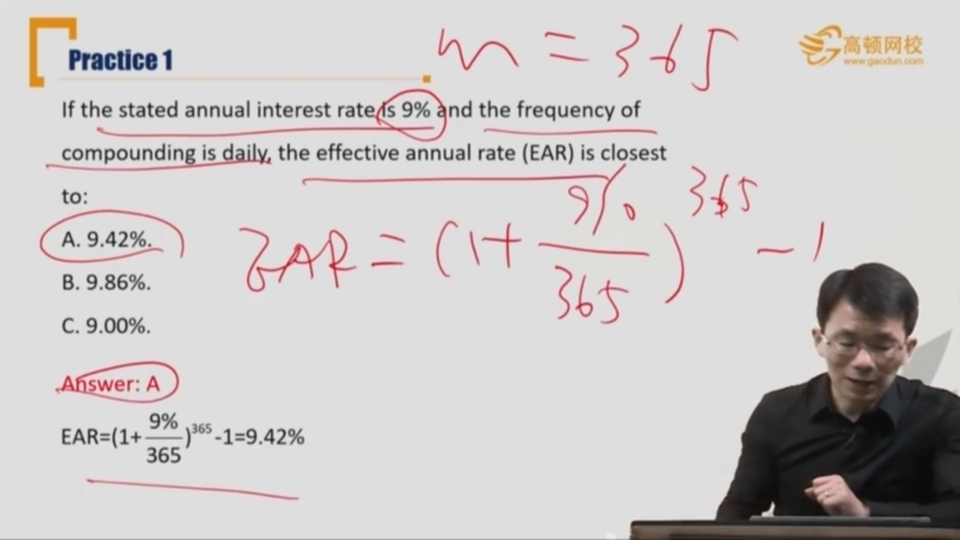 Practice 1
m = 365
高顿网校
www.gaodun.com
If the stated annual interest rate is 9% and the frequency of
compounding is daily, the effective annual rate (EAR) is closest
to:
A. 9.42%.
B. 9.86%.
C. 9.00%.
EAR = (1+ 9%/365)^365 - 1
Answer: A
EAR=(1+ 9%/365)^365 -1=9.42%